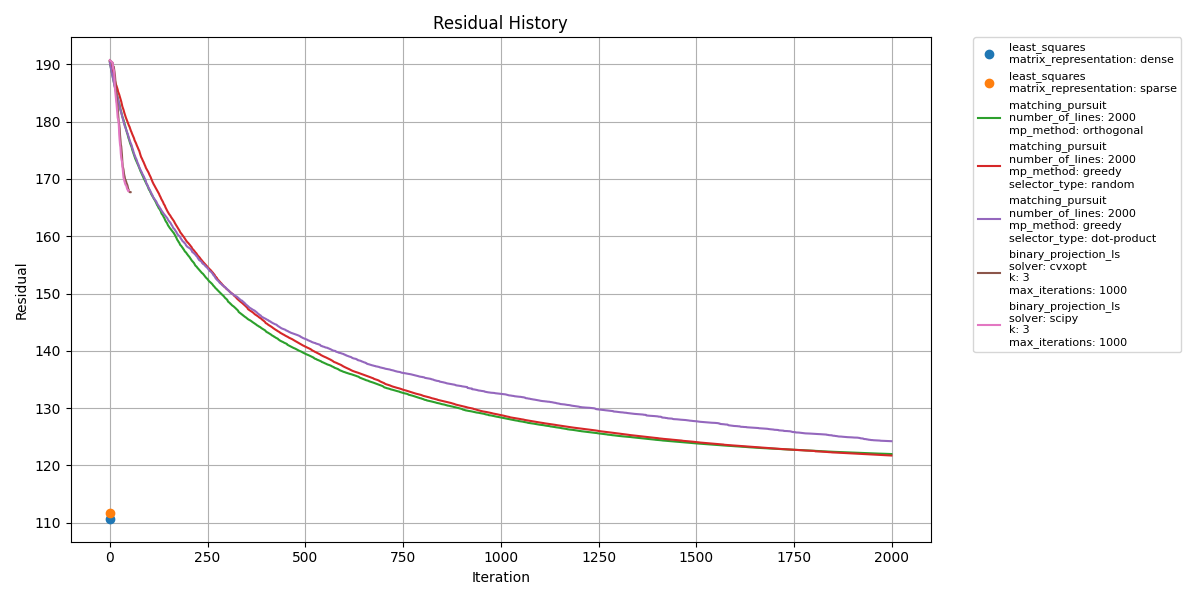 Residual History
Residual
190
180
170
160
150
140
130
120
110
0
250
500
750
1000
1250
1500
1750
2000
Iteration
least_squares
matrix_representation: dense
least_squares
matrix_representation: sparse
matching_pursuit
number_of_lines: 2000
mp_method: orthogonal
matching_pursuit
number_of_lines: 2000
mp_method: greedy
selector_type: random
matching_pursuit
number_of_lines: 2000
mp_method: greedy
selector_type: dot-product
binary_projection_ls
solver: cvxopt
k: 3
max_iterations: 1000
binary_projection_ls
solver: scipy
k: 3
max_iterations: 1000